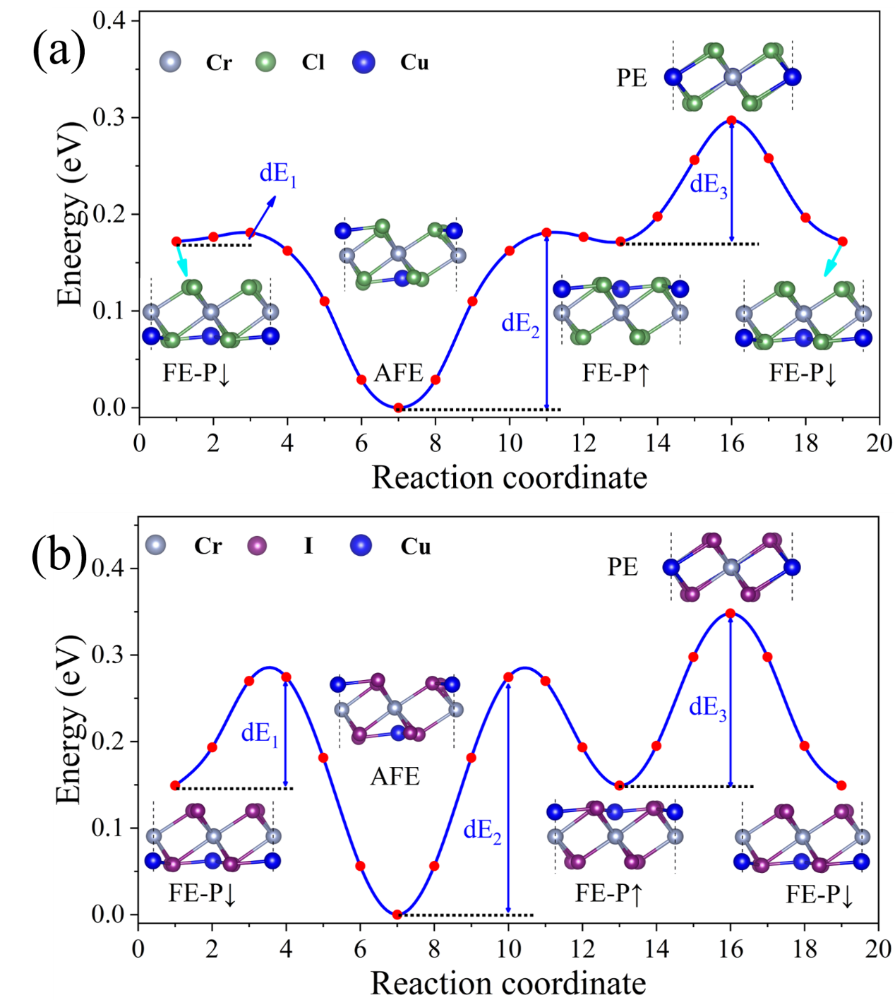 (a)
Eneergy (eV)
0.4
0.3
0.2
0.1
0.0
Cr Cl Cu
PE
dE1
dE3
dE2
AFE
FE-P↓
FE-P↑
FE-P↓
0 2 4 6 8 10 12 14 16 18 20
Reaction coordinate
(b)
Eneergy (eV)
0.4
0.3
0.2
0.1
0.0
Cr I Cu
PE
dE1
dE3
AFE
dE2
FE-P↓
FE-P↑
FE-P↓
0 2 4 6 8 10 12 14 16 18 20
Reaction coordinate